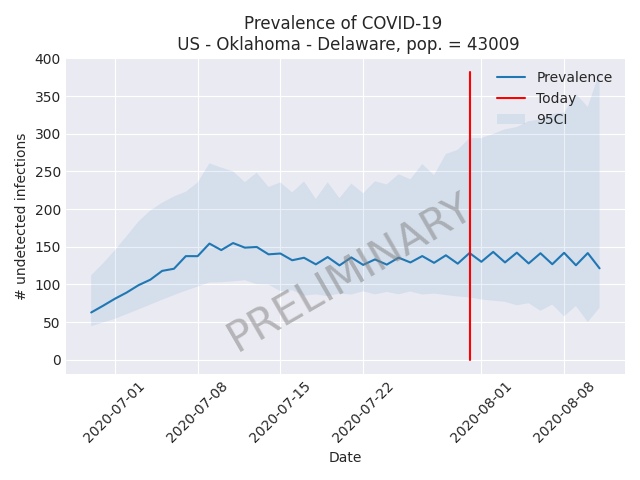 Prevalence of COVID-19
US - Oklahoma - Delaware, pop. = 43009
# undetected infections
400
350
300
250
200
150
100
50
0
Prevalence
Today
95CI
PRELIMINARY
2020-07-01
2020-07-08
2020-07-15
2020-07-22
2020-08-01
2020-08-08
Date